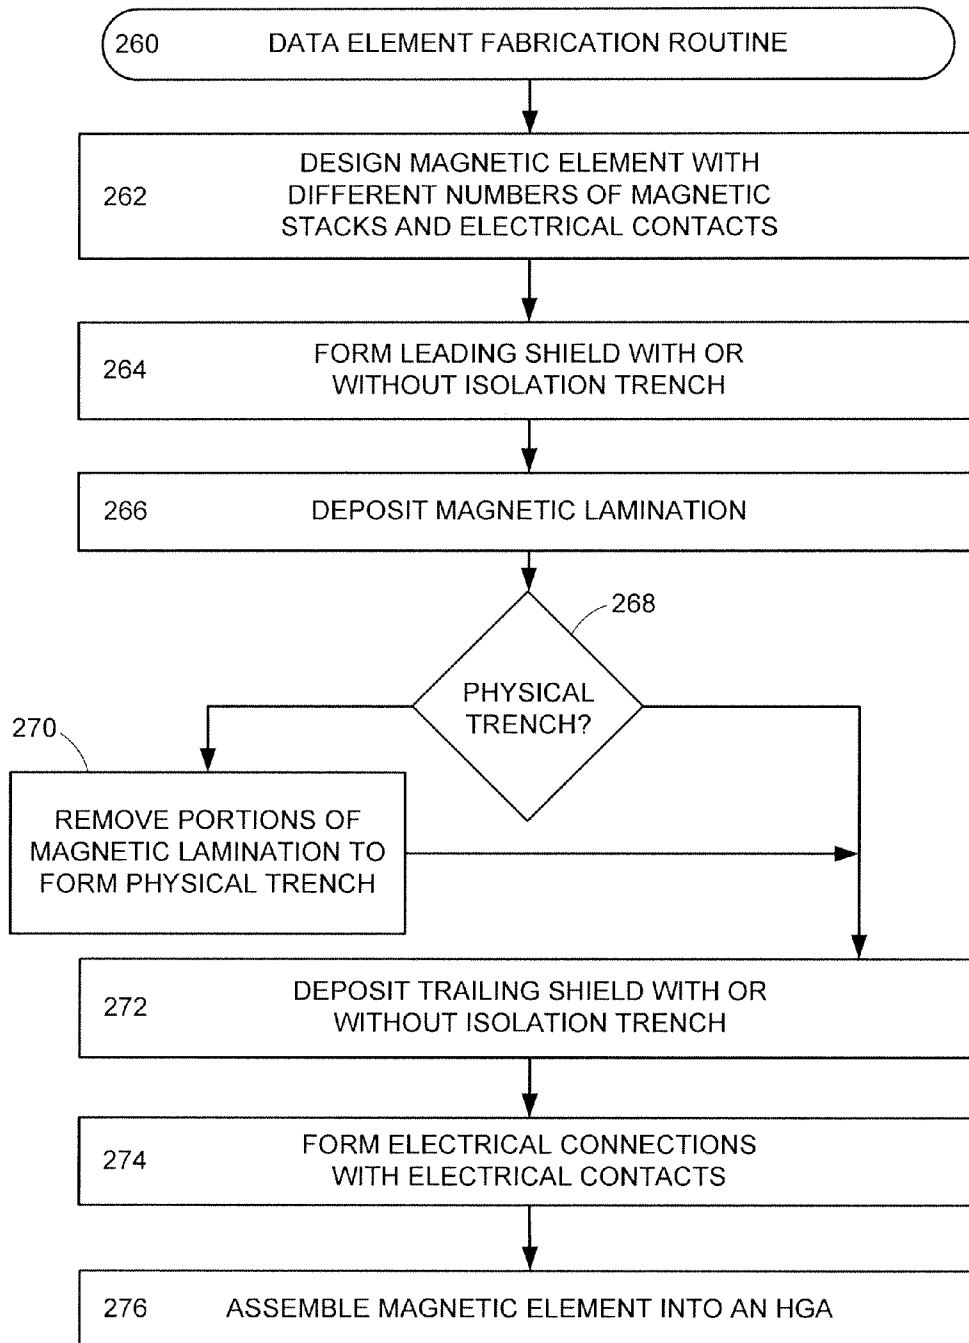 260 DATA ELEMENT FABRICATION ROUTINE
262
DESIGN MAGNETIC ELEMENT WITH
DIFFERENT NUMBERS OF MAGNETIC
STACKS AND ELECTRICAL CONTACTS
264
FORM LEADING SHIELD WITH OR
WITHOUT ISOLATION TRENCH
266 DEPOSIT MAGNETIC LAMINATION
268
PHYSICAL
TRENCH?
270
REMOVE PORTIONS OF
MAGNETIC LAMINATION TO
FORM PHYSICAL TRENCH
272
DEPOSIT TRAILING SHIELD WITH OR
WITHOUT ISOLATION TRENCH
274
FORM ELECTRICAL CONNECTIONS
WITH ELECTRICAL CONTACTS
276 ASSEMBLE MAGNETIC ELEMENT INTO AN HGA